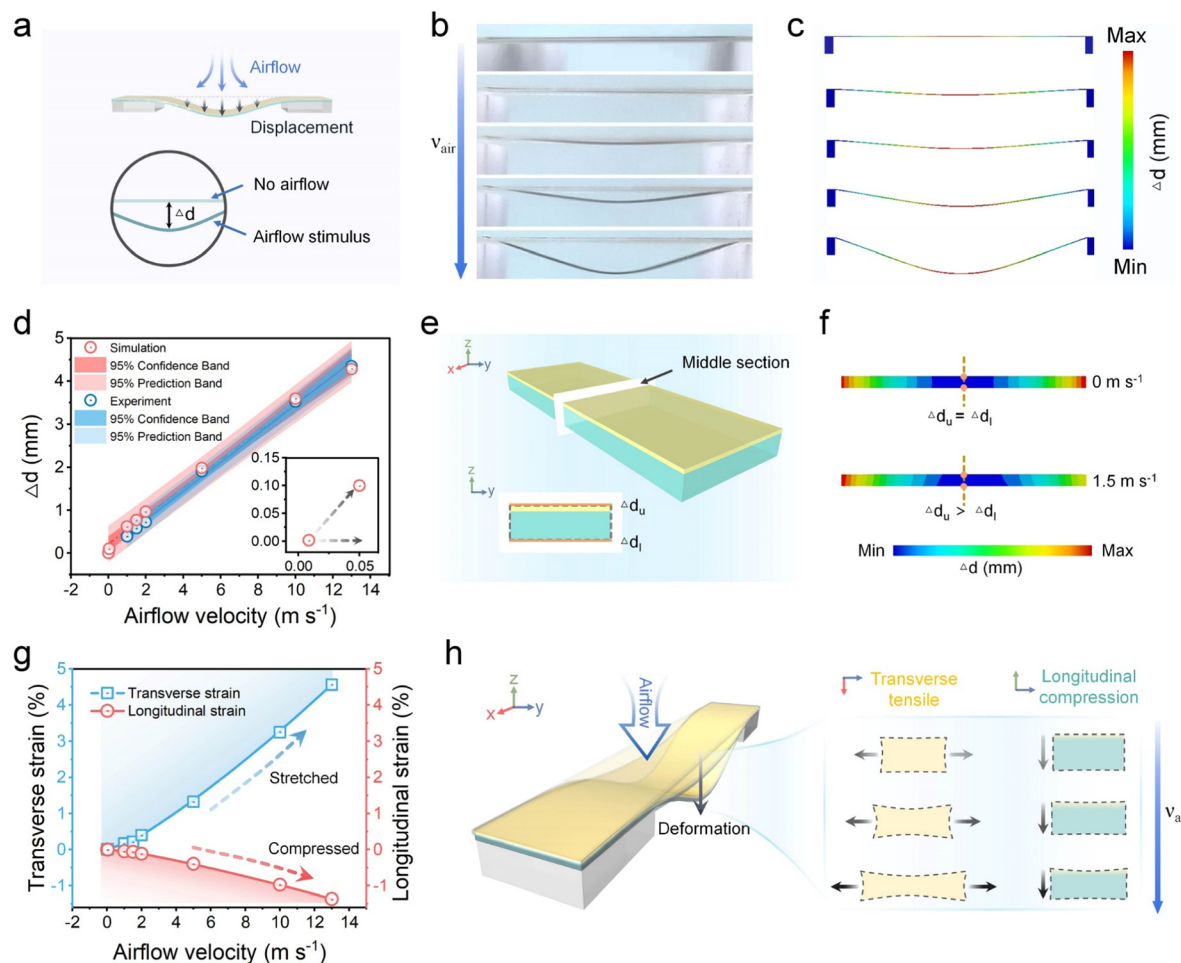 a
Airflow
Displacement
No airflow
△d
Airflow stimulus
b
vair
c
Max
△d (mm)
Min
d
5
4
3
2
1
0
△d (mm)
Simulation
95% Confidence Band
95% Prediction Band
Experiment
95% Confidence Band
95% Prediction Band
0.15
0.10
0.05
0.00
0.00 0.05
-2 0 2 4 6 8 10 12 14
Airflow velocity (m s⁻¹)
e
z
x y
Middle section
z
y
△du
△dl
f
0 m s⁻¹
△du = △dl
1.5 m s⁻¹
△du > △dl
Min Max
△d (mm)
g
5
4
3
2
1
0
-1
Transverse strain (%)
Transverse strain
Longitudinal strain
Stretched
Compressed
5
4
3
2
1
0
-1
Longitudinal strain (%)
-2 0 2 4 6 8 10 12 14
Airflow velocity (m s⁻¹)
h
z
x y
Airflow
Deformation
Transverse
tensile
Longitudinal
compression
va